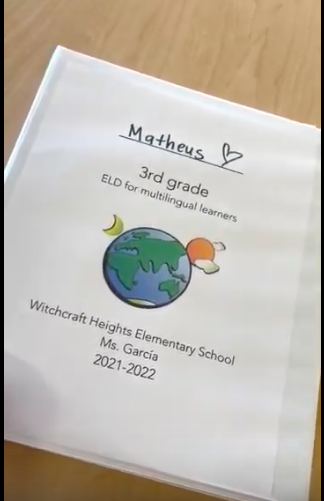 Matheus
3rd grade
ELD for multilingual learners
Witchcraft Heights Elementary School
Ms. García
2021-2022